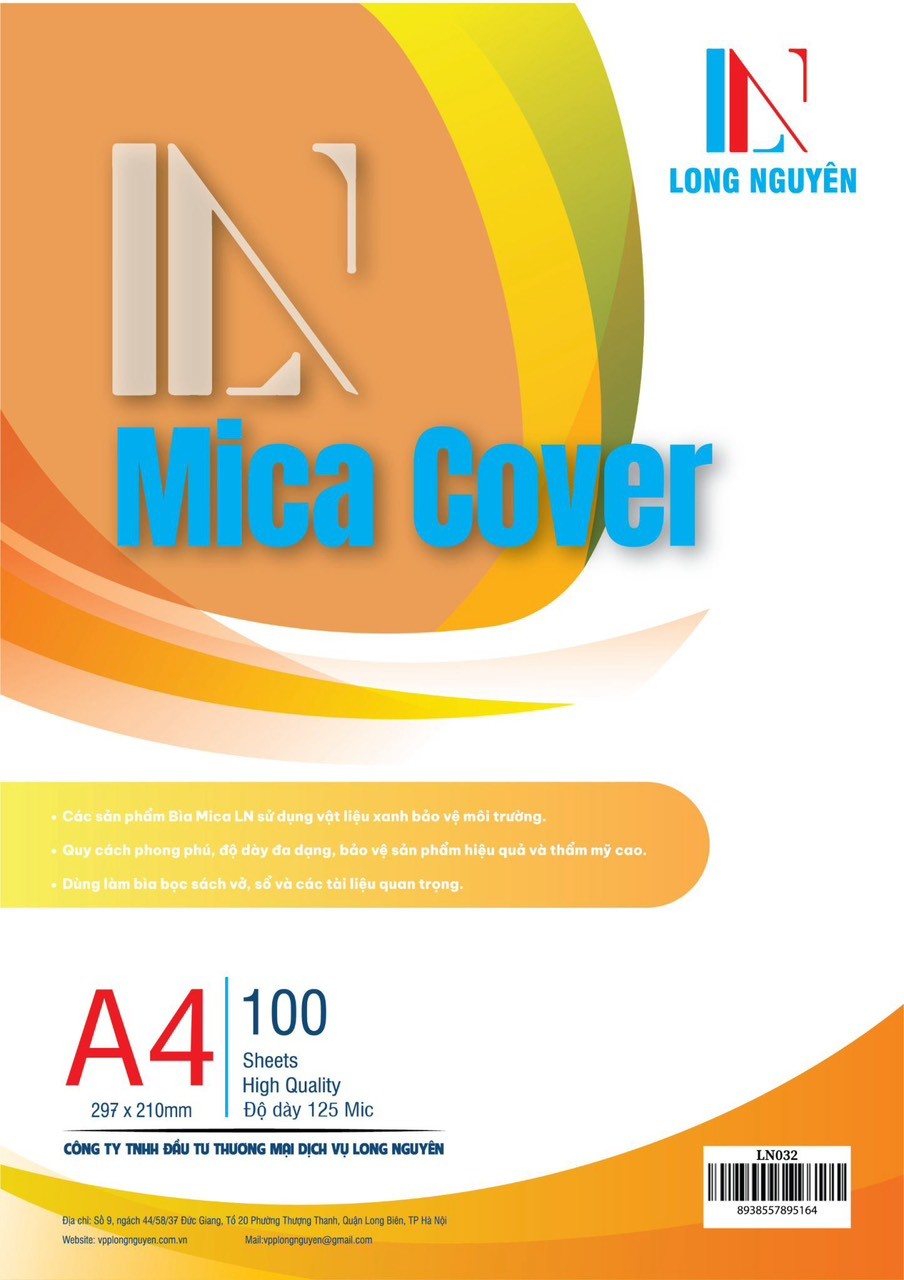 LN
LONG NGUYÊN
LN
Mica Cover
• Các sản phẩm Bìa Mica LN sử dụng vật liệu xanh bảo vệ môi trường.
• Quy cách phong phú, độ dày đa dạng, bảo vệ sản phẩm hiệu quả và thẩm mỹ cao.
• Dùng làm bìa bọc sách vở, sổ và các tài liệu quan trọng.
A4
297 x 210mm
100
Sheets
High Quality
Độ dày 125 Mic
CÔNG TY TNHH ĐẦU TƯ THƯƠNG MẠI DỊCH VỤ LONG NGUYÊN
LN032
8938557895164
Địa chỉ: Số 9, ngách 44/58/37 Đức Giang, Tổ 20 Phường Thượng Thanh, Quận Long Biên, TP Hà Nội
Website: vpplongnguyen.com.vn Mail:vpplongnguyen@gmail.com